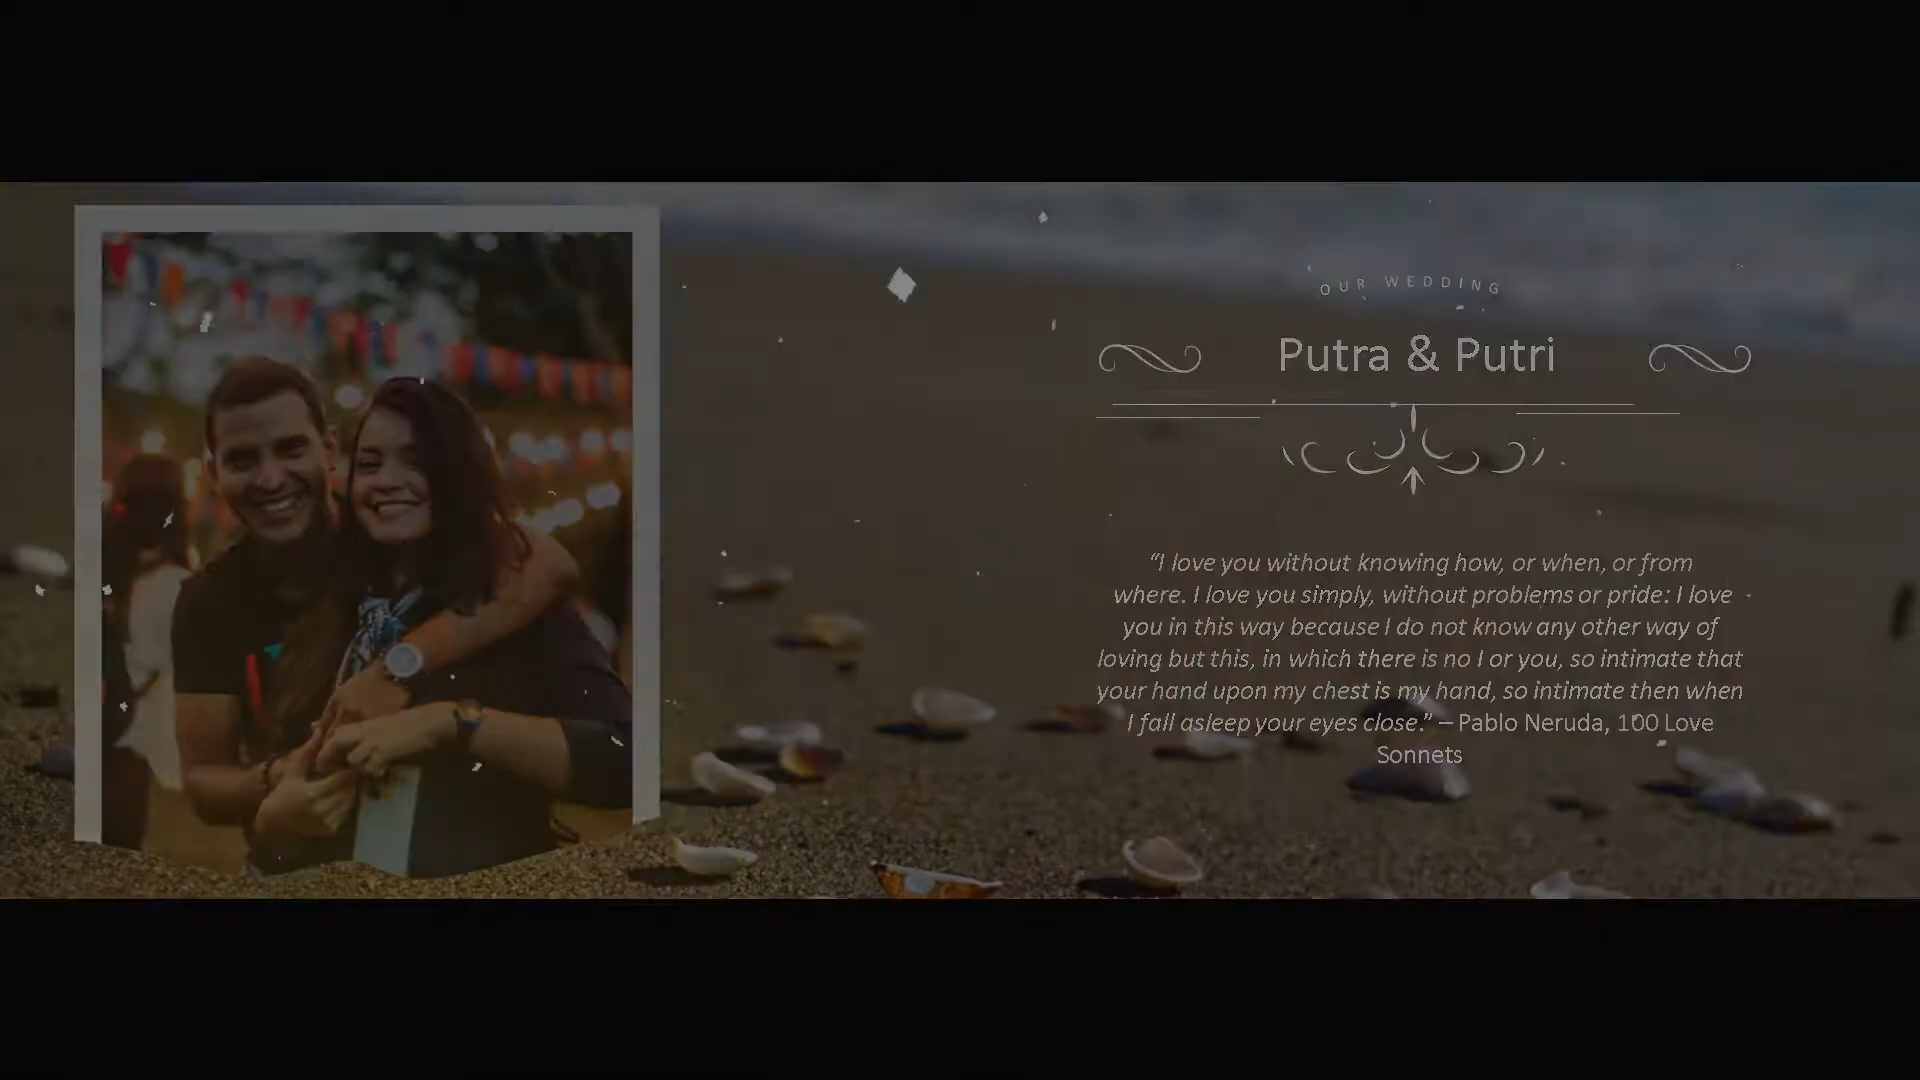 OUR WEDDING
Putra & Putri
“I love you without knowing how, or when, or from
where. I love you simply, without problems or pride: I love
you in this way because I do not know any other way of
loving but this, in which there is no I or you, so intimate that
your hand upon my chest is my hand, so intimate then when
I fall asleep your eyes close.” – Pablo Neruda, 100 Love
Sonnets